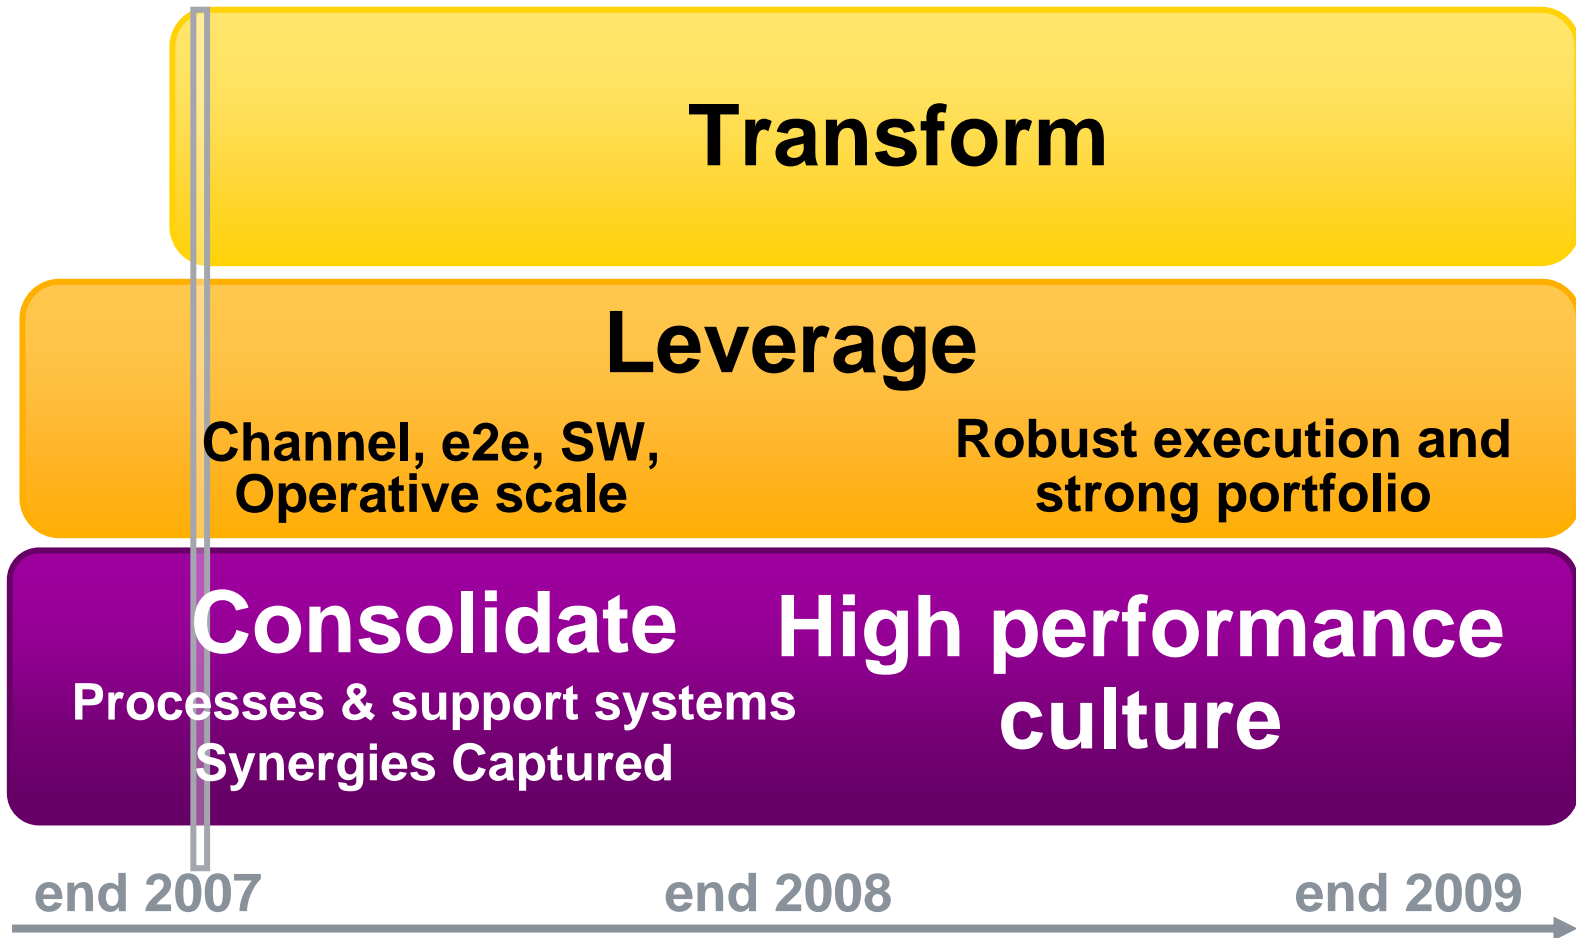 Transform
Leverage
Channel, e2e, SW,
Operative scale
Robust execution and
strong portfolio
Consolidate
Processes & support systems
Synergies Captured
High performance
culture
end 2007
end 2008
end 2009